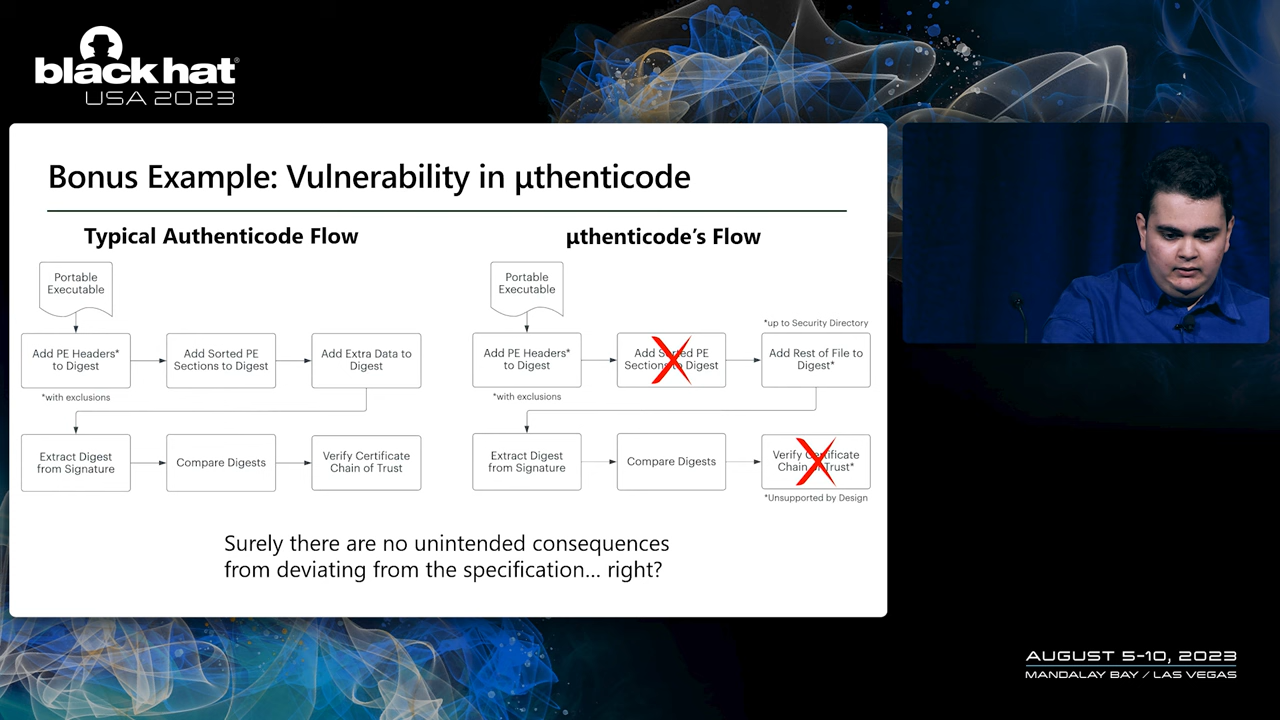 black hat®
USA 2023
Bonus Example: Vulnerability in µthenticode
Typical Authenticode Flow
Portable
Executable
Add PE Headers*
to Digest
*with exclusions
Add Sorted PE
Sections to Digest
Add Extra Data to
Digest
Extract Digest
from Signature
Compare Digests
Verify Certificate
Chain of Trust
µthenticode’s Flow
Portable
Executable
Add PE Headers*
to Digest
*with exclusions
Add Sorted PE
Sections to Digest
*up to Security Directory
Add Rest of File to
Digest*
Extract Digest
from Signature
Compare Digests
Verify Certificate
Chain of Trust*
*Unsupported by Design
Surely there are no unintended consequences
from deviating from the specification... right?
AUGUST 5-10, 2023
MANDALAY BAY / LAS VEGAS